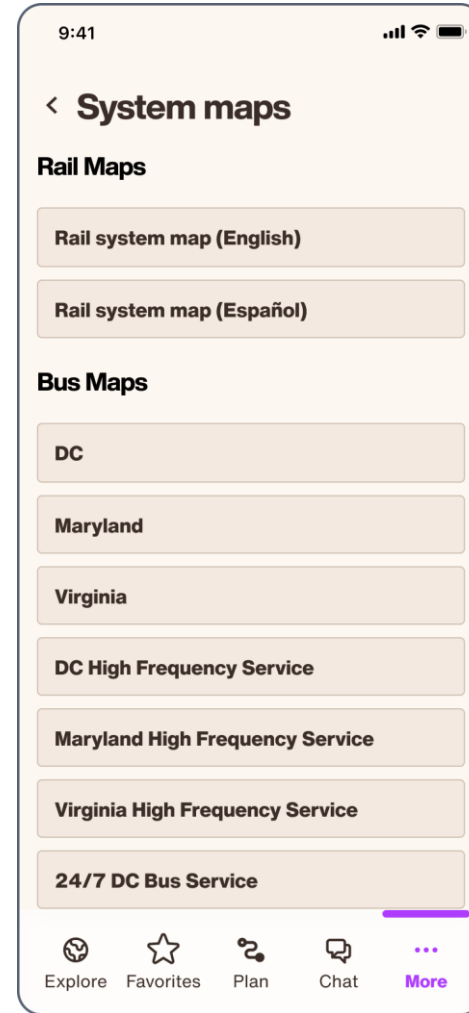 9:41
System maps
Rail Maps
Rail system map (English)
Rail system map (Español)
Bus Maps
DC
Maryland
Virginia
DC High Frequency Service
Maryland High Frequency Service
Virginia High Frequency Service
24/7 DC Bus Service
Explore Favorites Plan Chat More